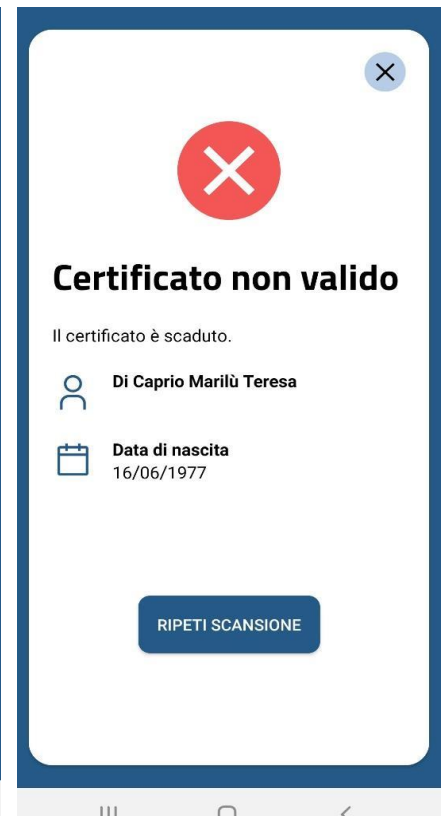 Certificato non valido
Il certificato è scaduto.
Di Caprio Marilù Teresa
Data di nascita
16/06/1977
RIPETI SCANSIONE